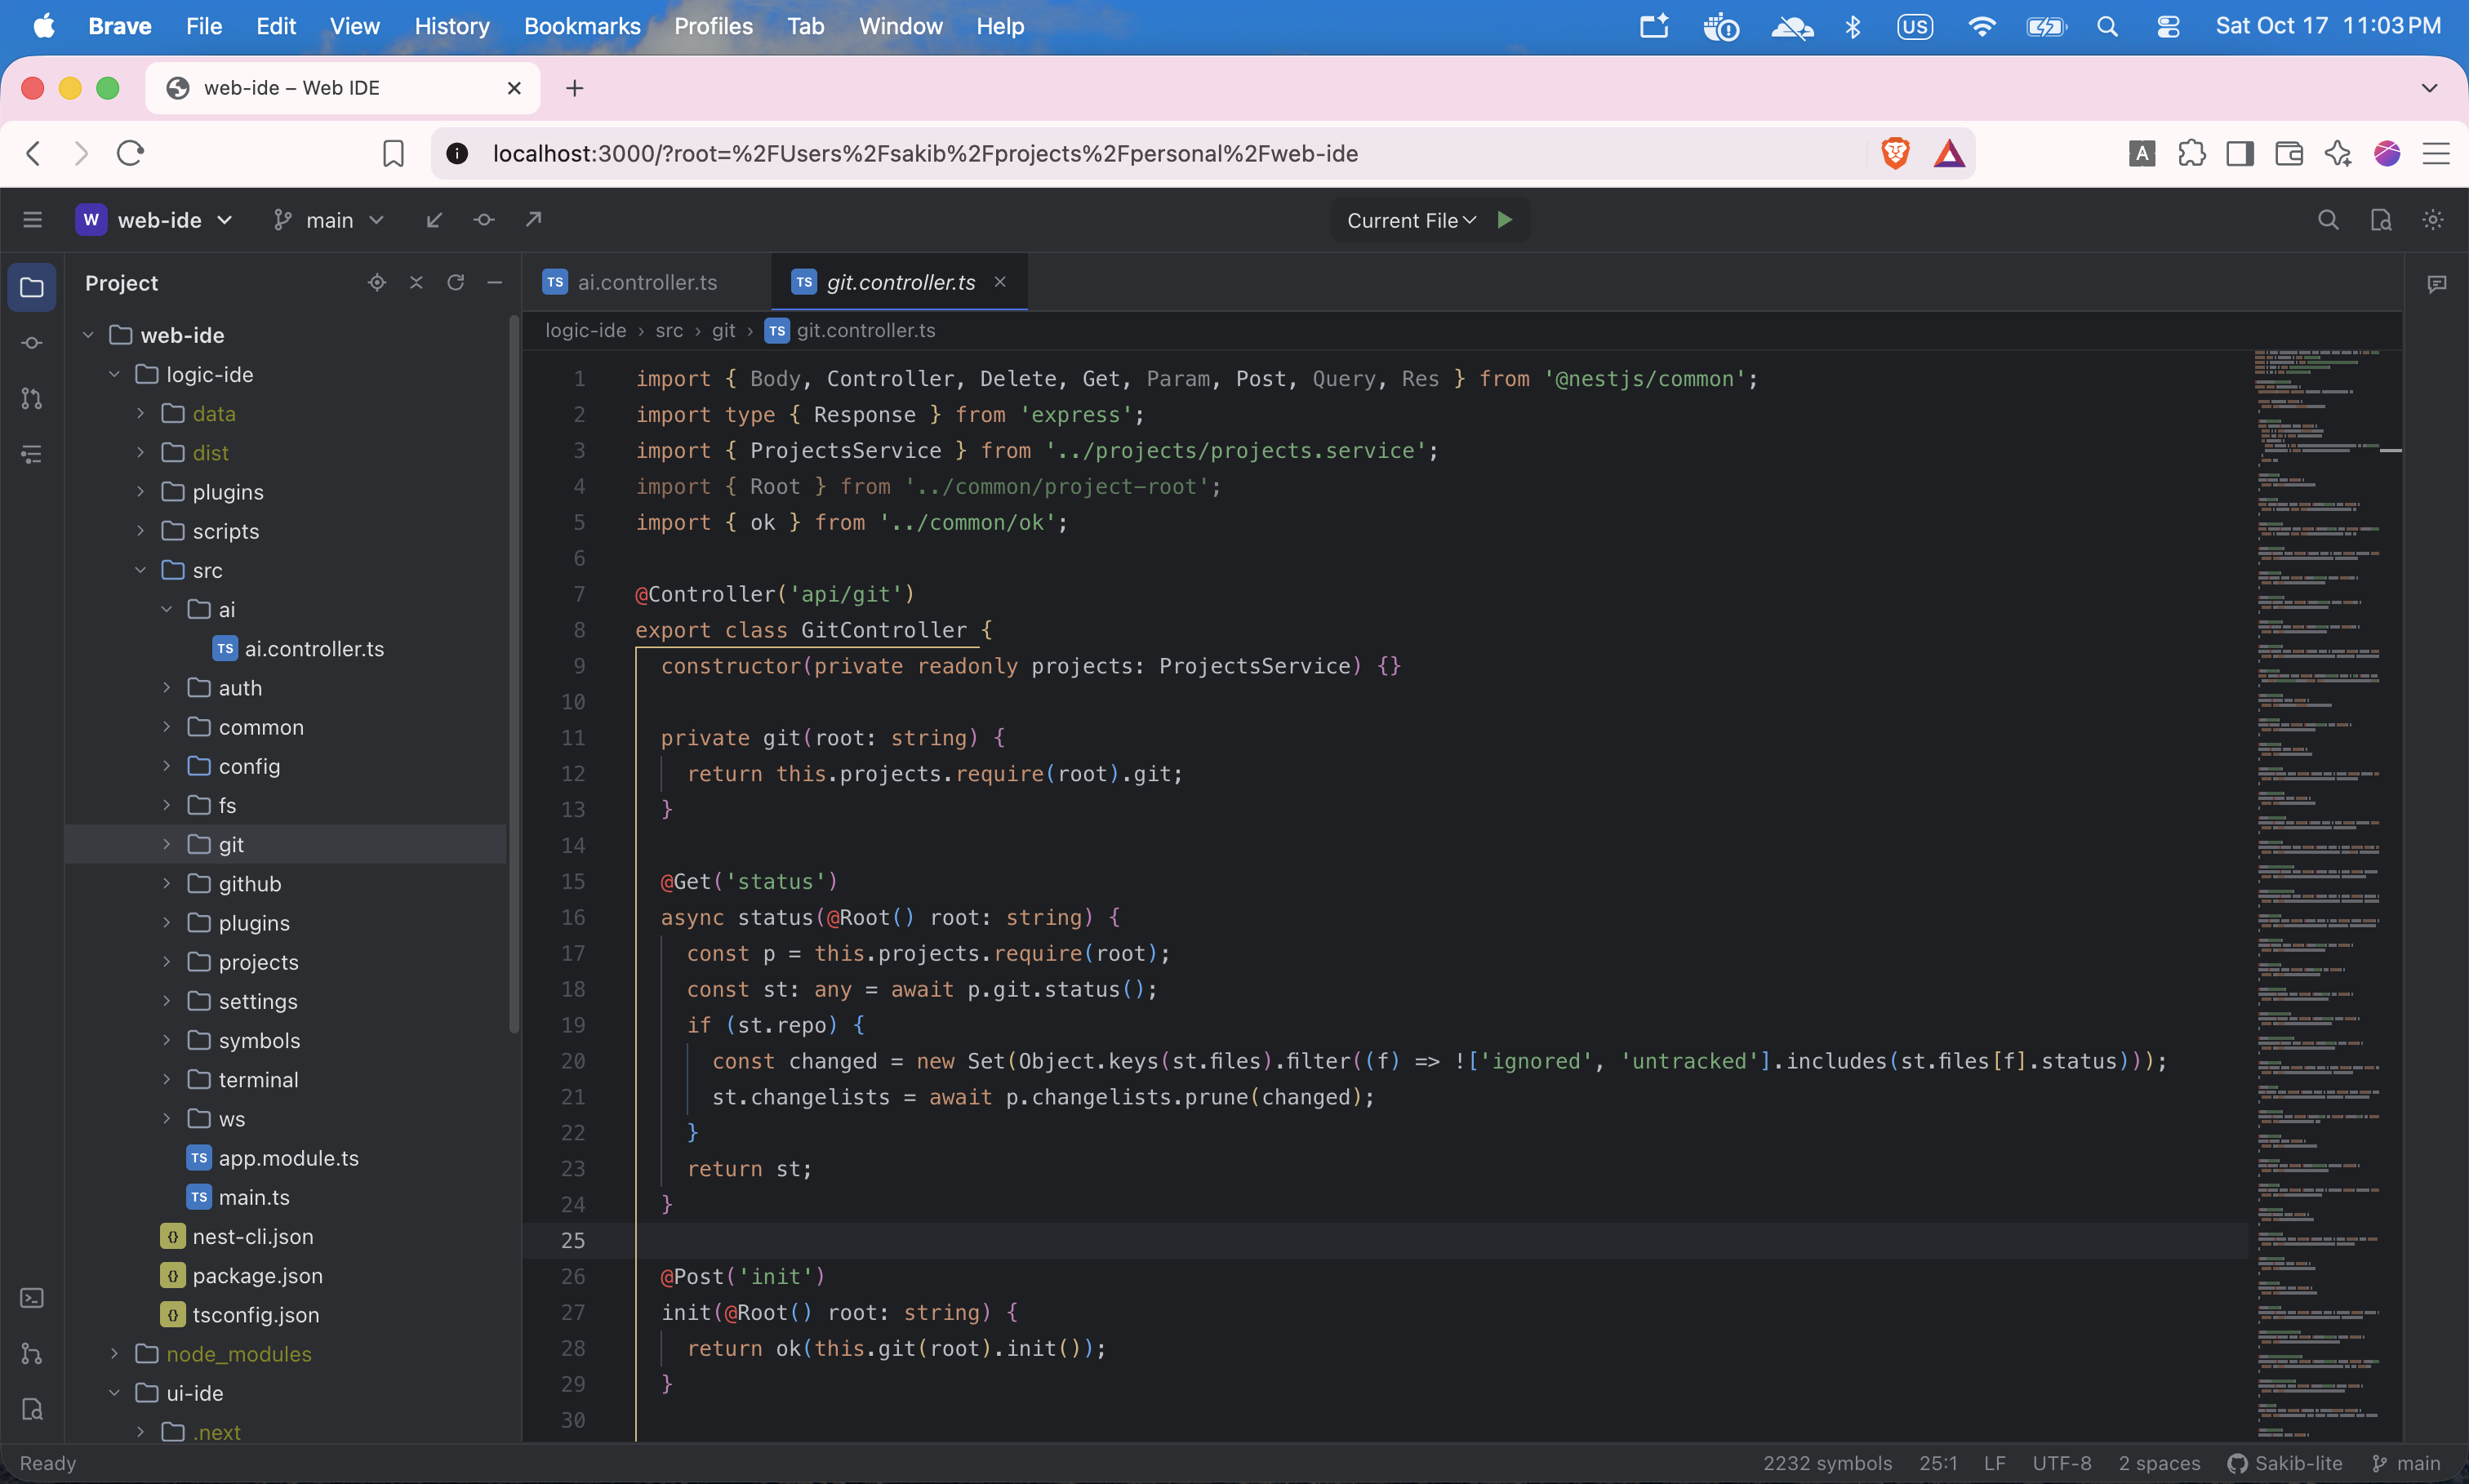 Brave File Edit View History Bookmarks Profiles Tab Window Help US Sat Oct 17 11:03 PM
web-ide – Web IDE
localhost:3000/?root=%2FUsers%2Fsakib%2Fprojects%2Fpersonal%2Fweb-ide
A
W web-ide main Current File
Project
web-ide
logic-ide
data
dist
plugins
scripts
src
ai
TS ai.controller.ts
auth
common
config
fs
git
github
plugins
projects
settings
symbols
terminal
ws
TS app.module.ts
TS main.ts
{} nest-cli.json
{} package.json
{} tsconfig.json
node_modules
ui-ide
.next
TS ai.controller.ts TS git.controller.ts
logic-ide › src › git › TS git.controller.ts
1 import { Body, Controller, Delete, Get, Param, Post, Query, Res } from '@nestjs/common';
2 import type { Response } from 'express';
3 import { ProjectsService } from '../projects/projects.service';
4 import { Root } from '../common/project-root';
5 import { ok } from '../common/ok';
6
7 @Controller('api/git')
8 export class GitController {
9 constructor(private readonly projects: ProjectsService) {}
10
11 private git(root: string) {
12 return this.projects.require(root).git;
13 }
14
15 @Get('status')
16 async status(@Root() root: string) {
17 const p = this.projects.require(root);
18 const st: any = await p.git.status();
19 if (st.repo) {
20 const changed = new Set(Object.keys(st.files).filter((f) => !['ignored', 'untracked'].includes(st.files[f].status)));
21 st.changelists = await p.changelists.prune(changed);
22 }
23 return st;
24 }
25
26 @Post('init')
27 init(@Root() root: string) {
28 return ok(this.git(root).init());
29 }
30
Ready 2232 symbols 25:1 LF UTF-8 2 spaces Sakib-lite main